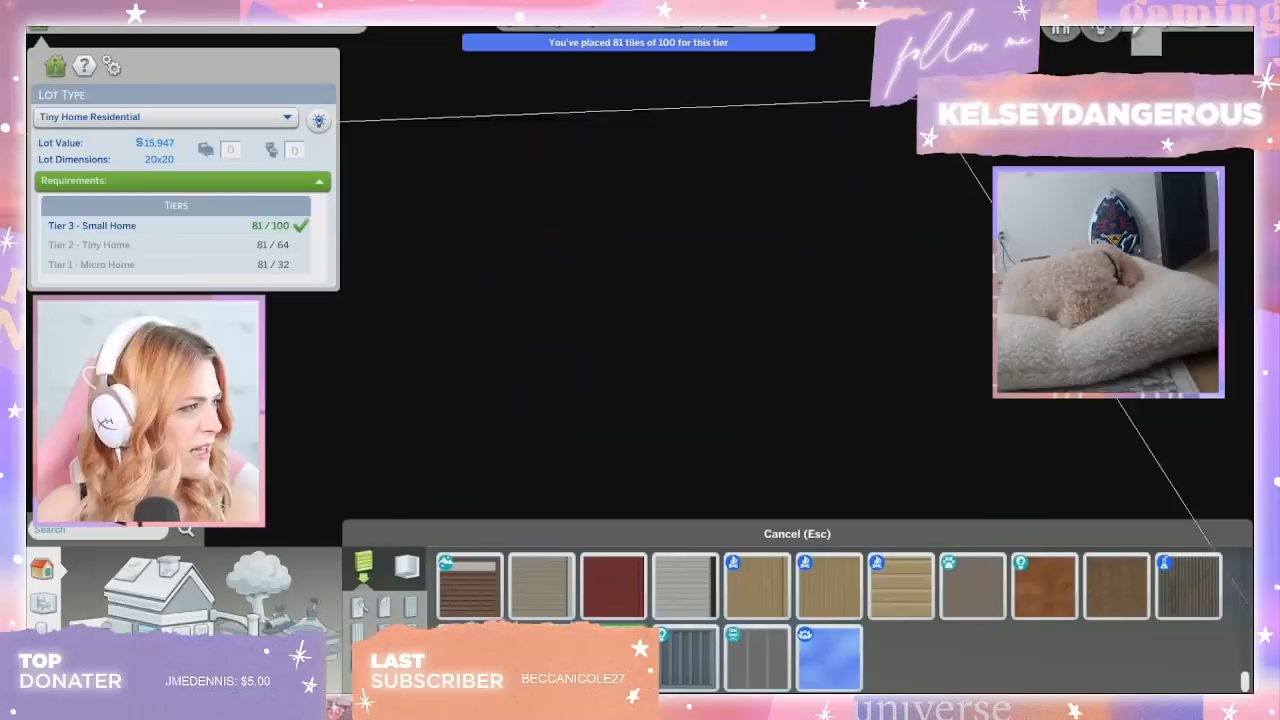 gaming
You've placed 81 tiles of 100 for this tier
follow me
KELSEYDANGEROUS
LOT TYPE
Tiny Home Residential
Lot Value: $15,947
0
0
Lot Dimensions: 20x20
Requirements:
TIERS
Tier 3 - Small Home 81 / 100
Tier 2 - Tiny Home 81 / 64
Tier 1 - Micro Home 81 / 32
Search
Cancel (Esc)
TOP
DONATER
JMEDENNIS: $5.00
LAST
SUBSCRIBER
BECCANICOLE27
universe